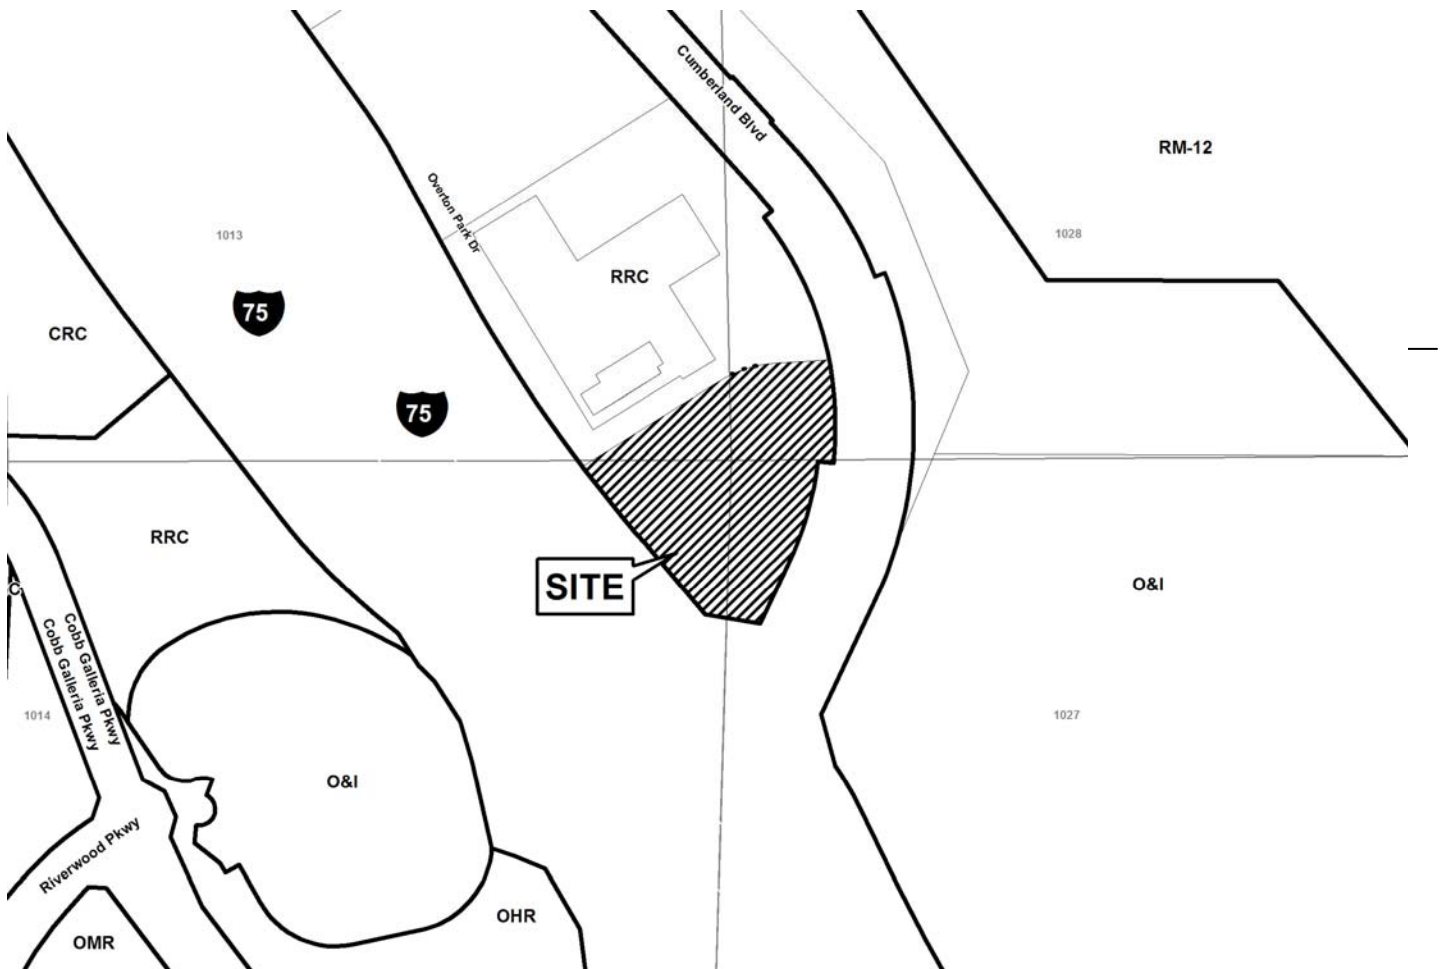 Cumberland Blvd
RM-12
Overton Park Dr
1013
1028
RRC
75
CRC
75
RRC
SITE
O&I
C
Cobb Galleria Pkwy
Cobb Galleria Pkwy
1014
1027
O&I
Riverwood Pkwy
OHR
OMR